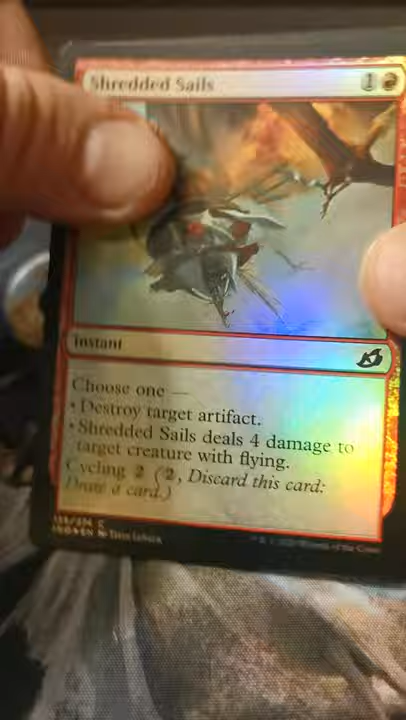 Shredded Sails 1
Instant
Choose one —
• Destroy target artifact.
• Shredded Sails deals 4 damage to
target creature with flying.
Cycling 2 (2, Discard this card:
Draw a card.)